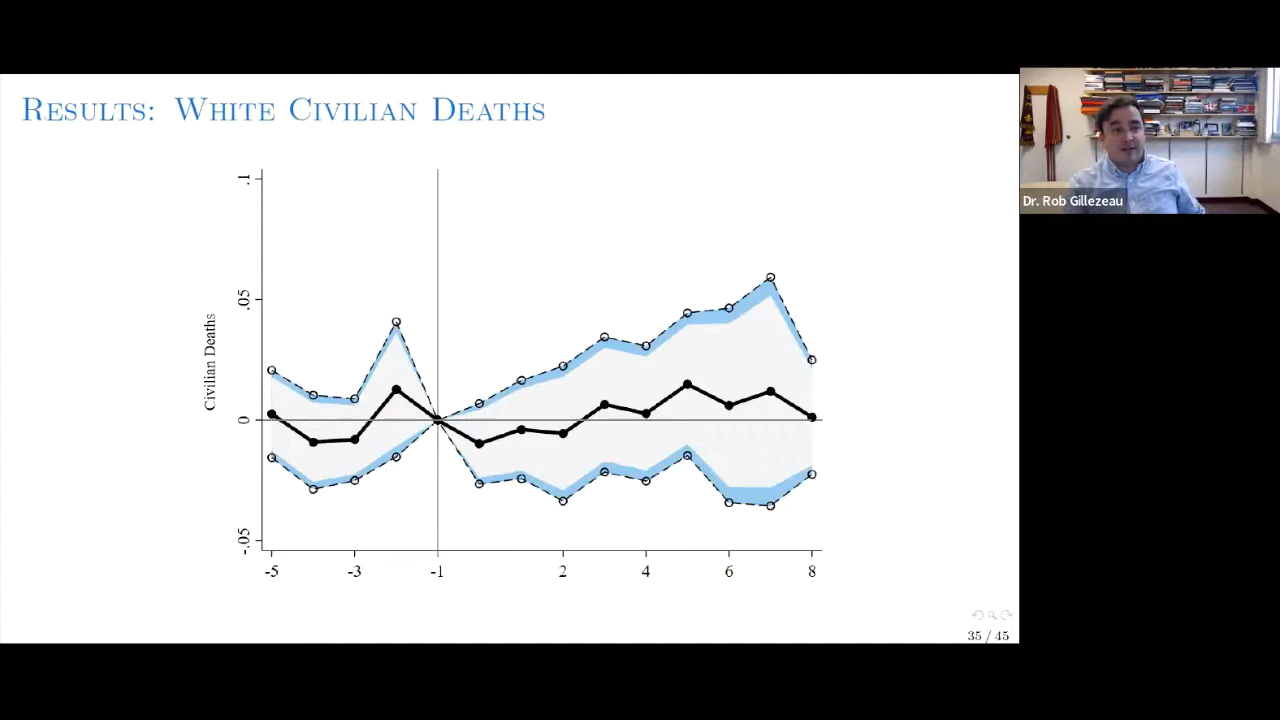 RESULTS: WHITE CIVILIAN DEATHS
Dr. Rob Gillezeau
.1
.05
0
-.05
Civilian Deaths
-5 -3 -1 2 4 6 8
35 / 45